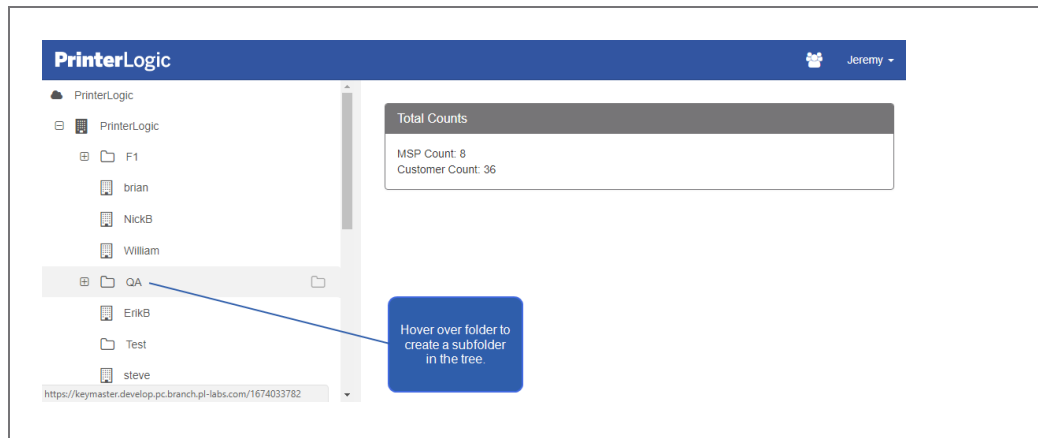 PrinterLogic
Jeremy
PrinterLogic
PrinterLogic
F1
brian
NickB
William
QA
ErikB
Test
steve
https://keymaster.develop.pc.branch.pl-labs.com/1674033782
Total Counts
MSP Count: 8
Customer Count: 36
Hover over folder to
create a subfolder
in the tree.